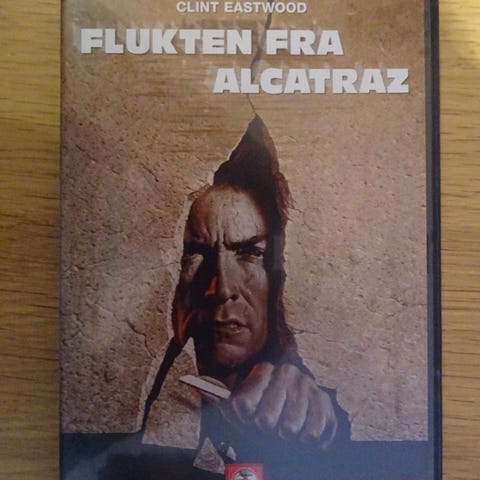 CLINT EASTWOOD
FLUKTEN FRA
ALCATRAZ